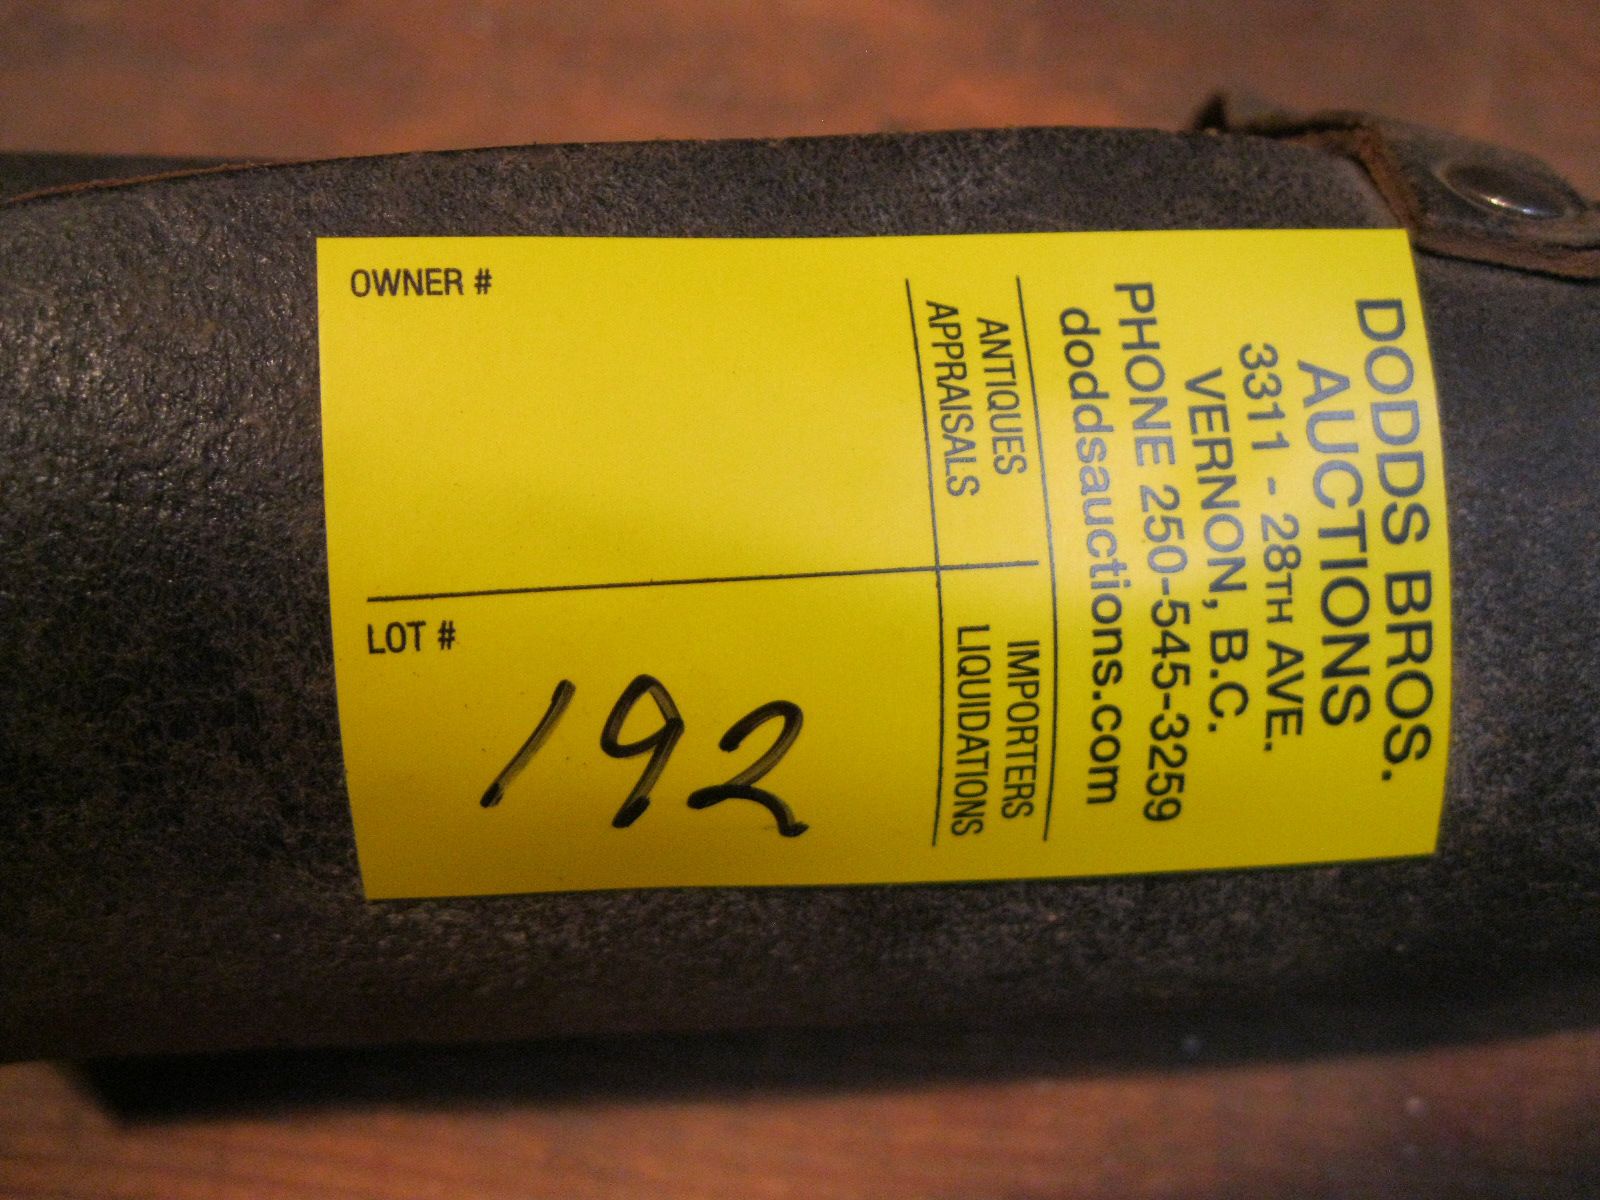 DODDS BROS.
AUCTIONS
3311 - 28TH AVE.
VERNON, B.C.
PHONE 250-545-3259
doddsauctions.com
ANTIQUES
APPRAISALS
IMPORTERS
LIQUIDATIONS
OWNER #
LOT #
192